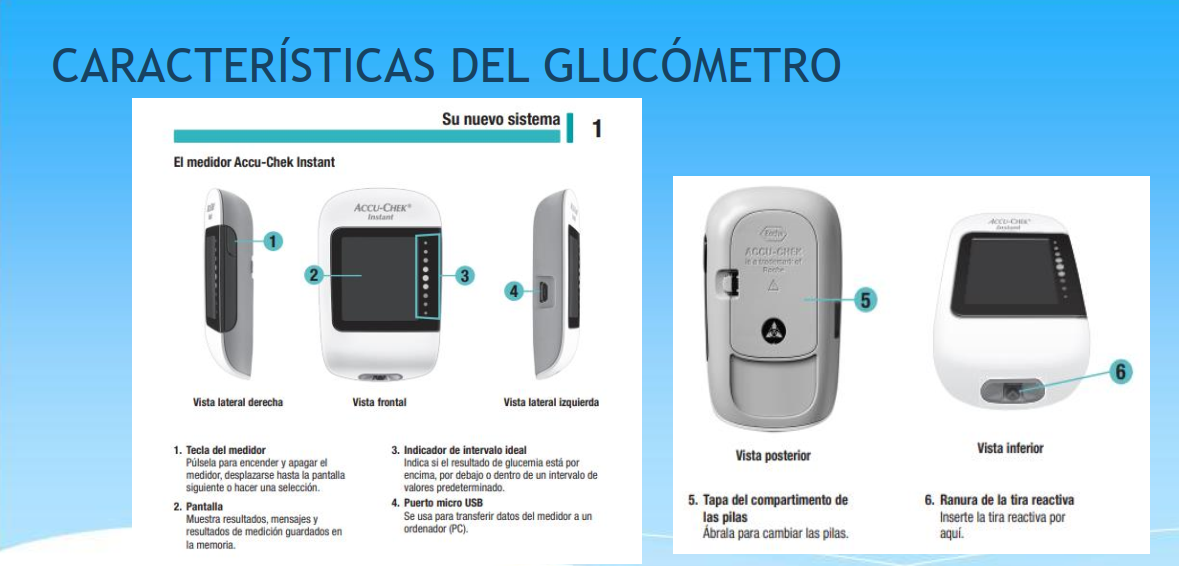 CARACTERÍSTICAS DEL GLUCÓMETRO
Su nuevo sistema 1
El medidor Accu-Chek Instant
ACCU-CHEK®
Instant
1
2
3
4
Vista lateral derecha
Vista frontal
Vista lateral izquierda
1. Tecla del medidor
Púlsela para encender y apagar el
medidor, desplazarse hasta la pantalla
siguiente o hacer una selección.
2. Pantalla
Muestra resultados, mensajes y
resultados de medición guardados en
la memoria.
3. Indicador de intervalo ideal
Indica si el resultado de glucemia está por
encima, por debajo o dentro de un intervalo de
valores predeterminado.
4. Puerto micro USB
Se usa para transferir datos del medidor a un
ordenador (PC).
Roche
ACCU-CHEK
is a trademark of
Roche
5
ACCU-CHEK®
Instant
6
Vista posterior
Vista inferior
5. Tapa del compartimento de
las pilas
Ábrala para cambiar las pilas.
6. Ranura de la tira reactiva
Inserte la tira reactiva por
aquí.